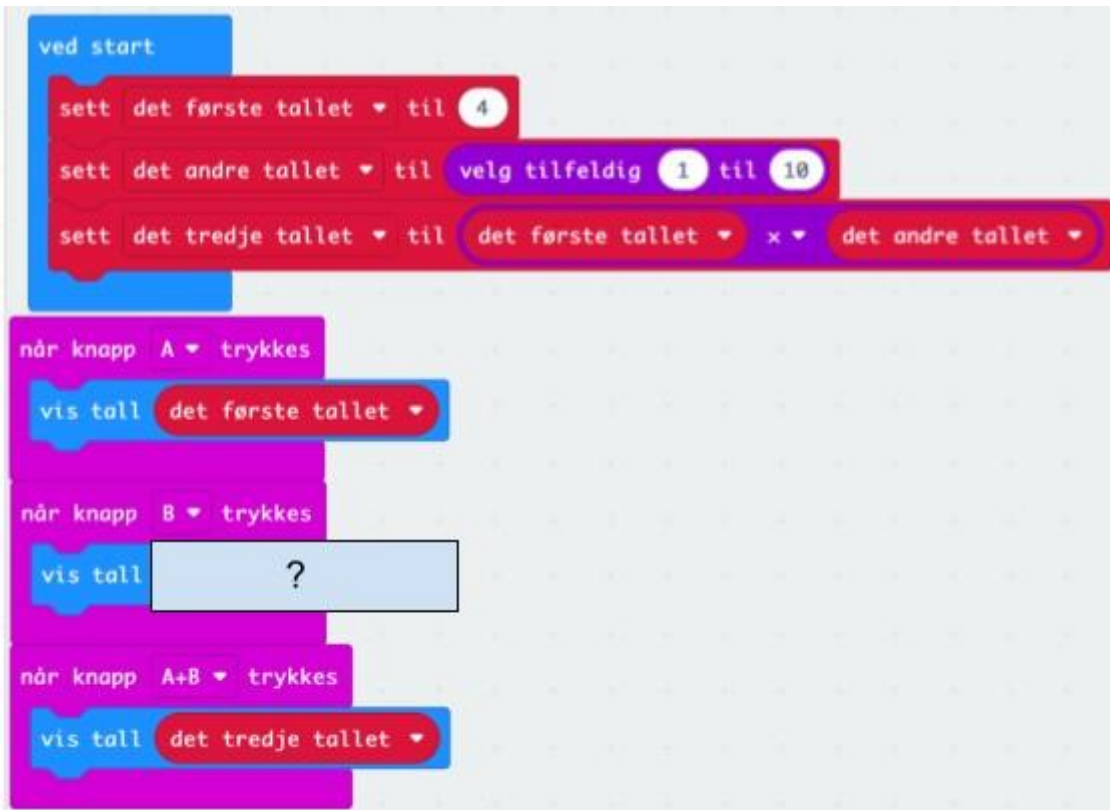 ved start
sett det første tallet til 4
sett det andre tallet til velg tilfeldig 1 til 10
sett det tredje tallet til det første tallet × det andre tallet
når knapp A trykkes
vis tall det første tallet
når knapp B trykkes
vis tall ?
når knapp A+B trykkes
vis tall det tredje tallet